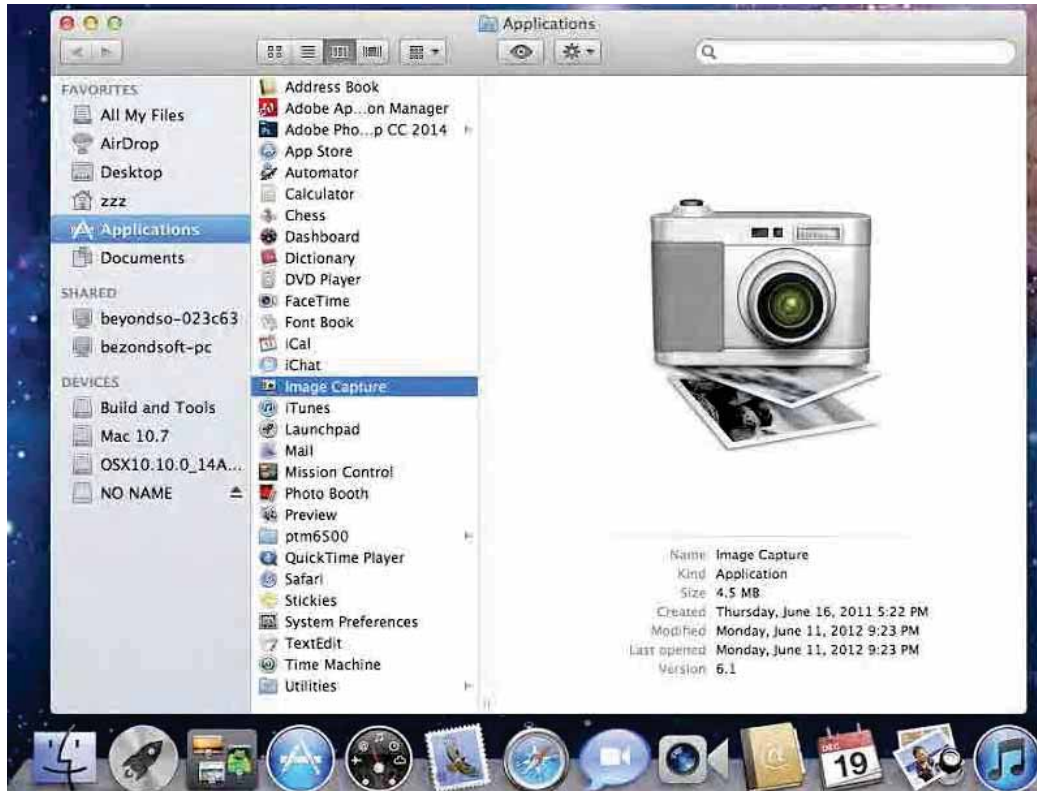 Applications
FAVORITES
All My Files
AirDrop
Desktop
zzz
Applications
Documents
SHARED
beyondso-023c63
bezondsoft-pc
DEVICES
Build and Tools
Mac 10.7
OSX10.10.0_14A...
NO NAME
Address Book
Adobe Ap...on Manager
Adobe Pho...p CC 2014
App Store
Automator
Calculator
Chess
Dashboard
Dictionary
DVD Player
FaceTime
Font Book
iCal
iChat
Image Capture
iTunes
Launchpad
Mail
Mission Control
Photo Booth
Preview
ptm6500
QuickTime Player
Safari
Stickies
System Preferences
TextEdit
Time Machine
Utilities
Name Image Capture
Kind Application
Size 4.5 MB
Created Thursday, June 16, 2011 5:22 PM
Modified Monday, June 11, 2012 9:23 PM
Last opened Monday, June 11, 2012 9:23 PM
Version 6.1
DEC
19